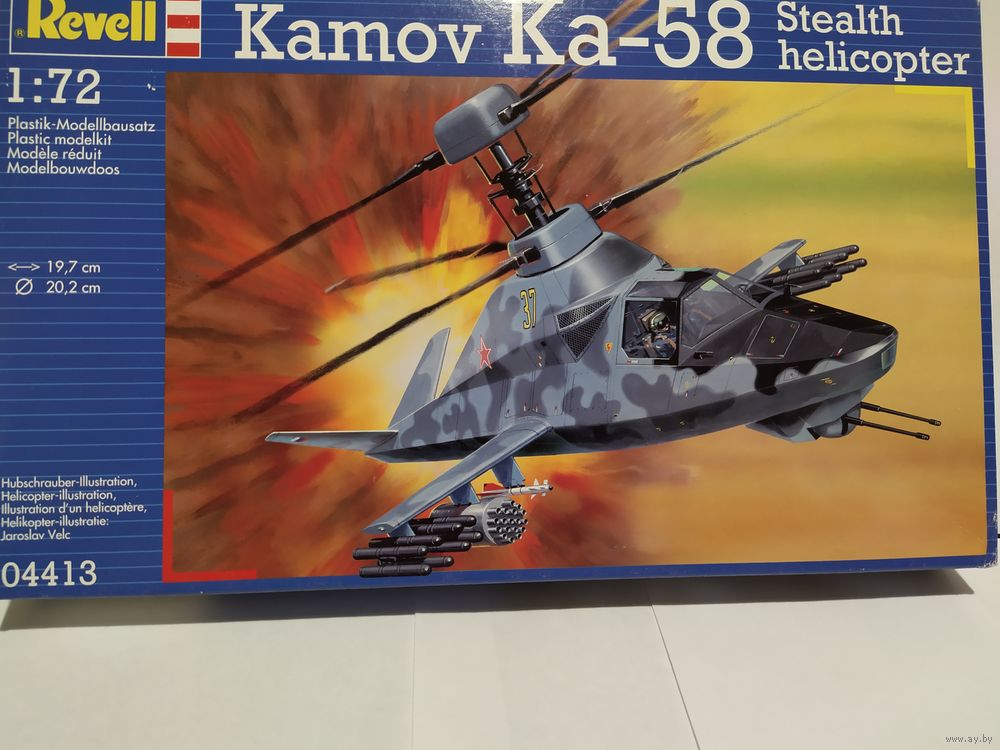 Revell
Kamov Ka-58
Stealth
helicopter
1:72
Plastik-Modellbausatz
Plastic modelkit
Modèle réduit
Modelbouwdoos
19,7 cm
20,2 cm
37
Hubschrauber-Illustration,
Helicopter-illustration,
Illustration d'un helicoptère,
Helikopter-illustratie:
Jaroslav Velc
04413
www.ay.by